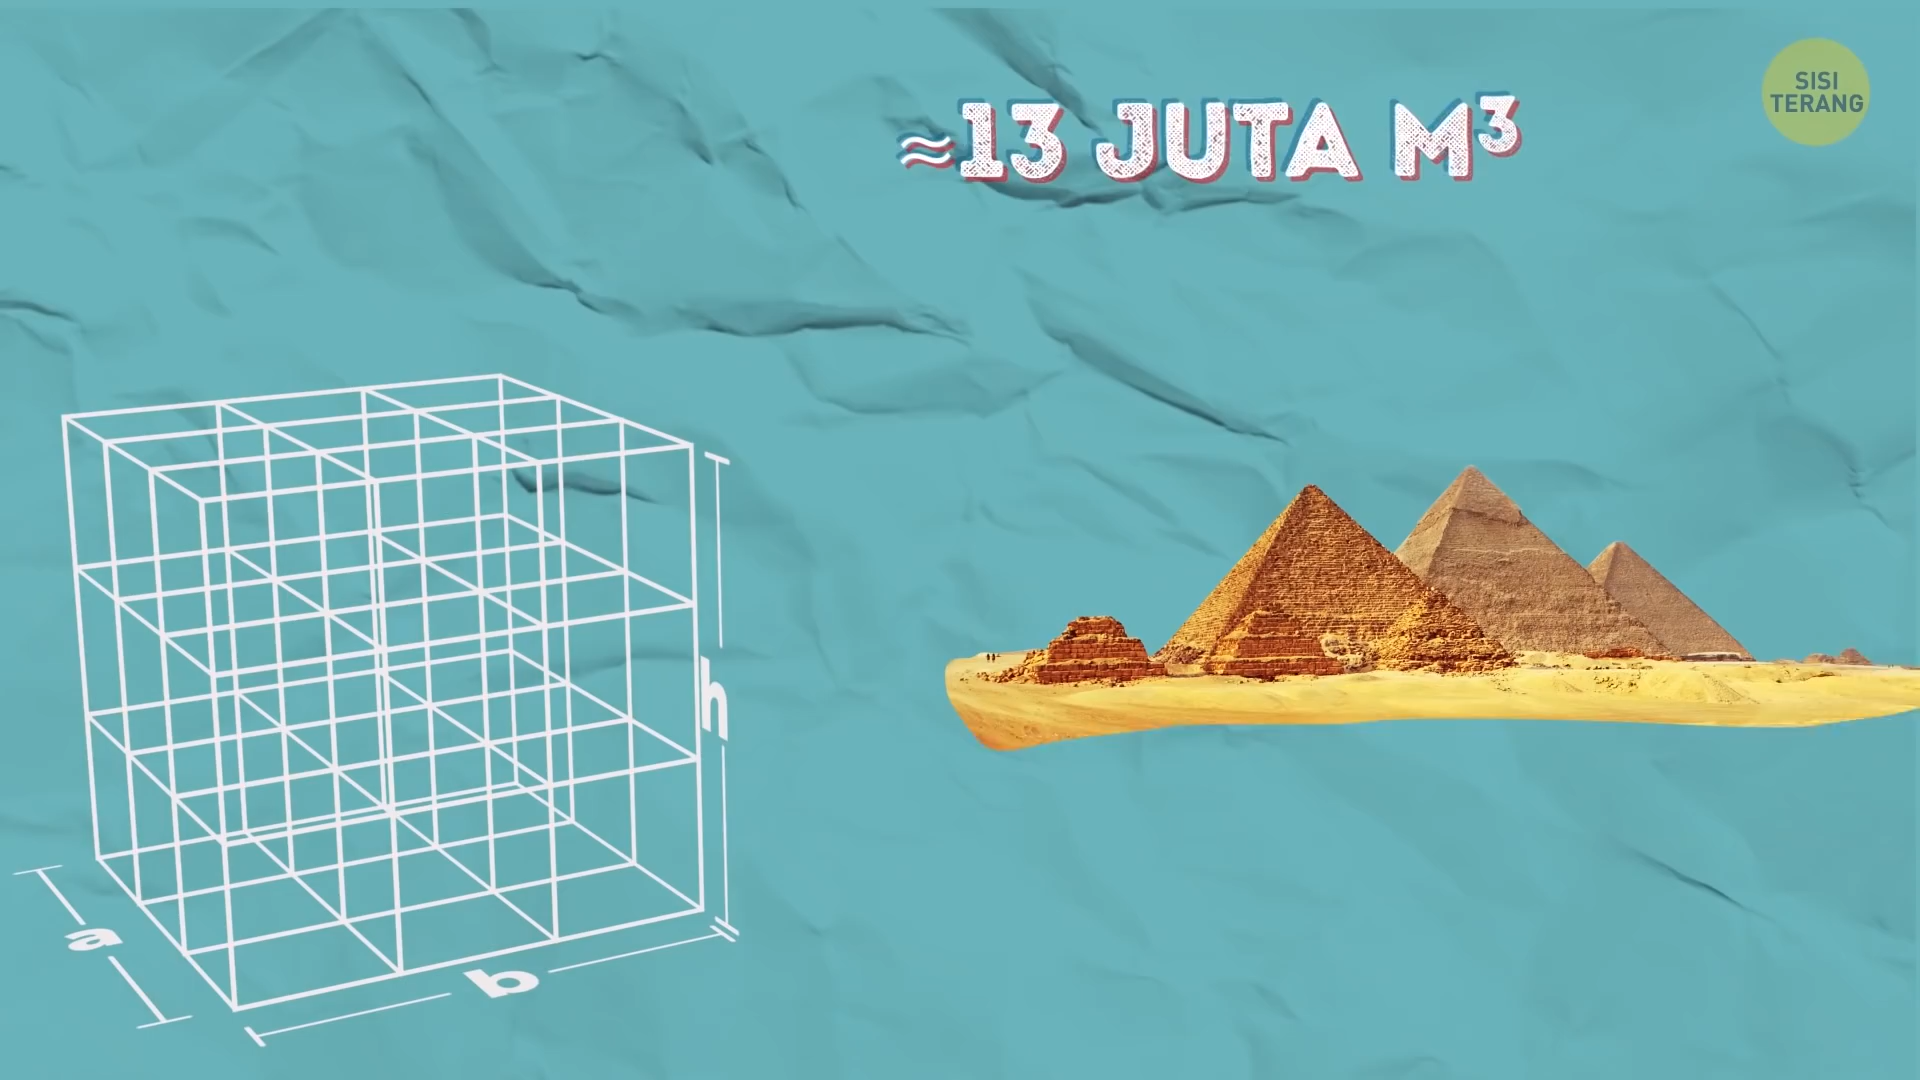 ≈13 JUTA M³
SISI
TERANG
h
a
b